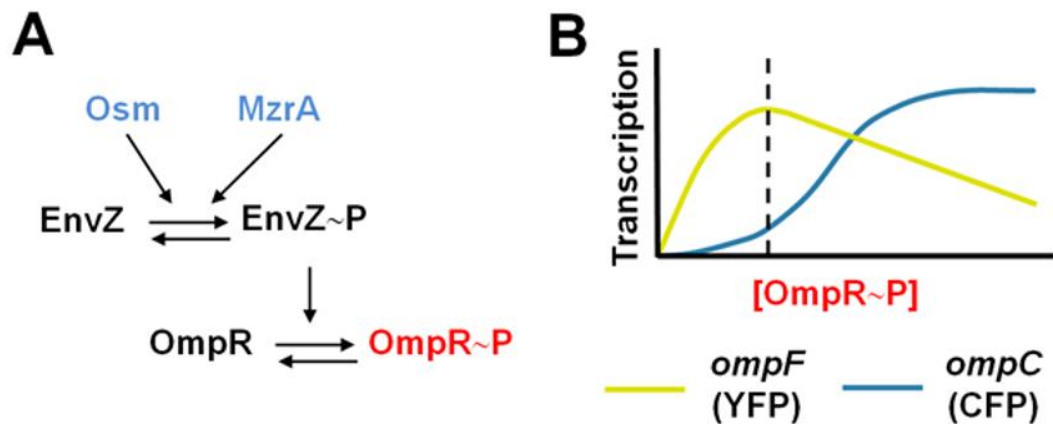 A
Osm MzrA
EnvZ EnvZ~P
OmpR OmpR~P
B
Transcription
[OmpR~P]
ompF ompC
(YFP) (CFP)